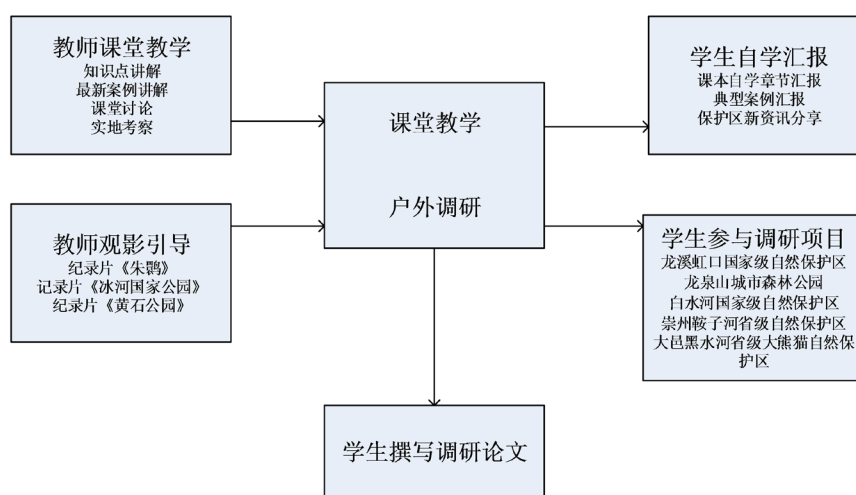 教师课堂教学
知识点讲解
最新案例讲解
课堂讨论
实地考察
教师观影引导
纪录片《朱鹮》
记录片《冰河国家公园》
纪录片《黄石公园》
课堂教学
户外调研
学生撰写调研论文
学生自学汇报
课本自学章节汇报
典型案例汇报
保护区新资讯分享
学生参与调研项目
龙溪虹口国家级自然保护区
龙泉山城市森林公园
白水河国家级自然保护区
崇州鞍子河省级自然保护区
大邑黑水河省级大熊猫自然保
护区